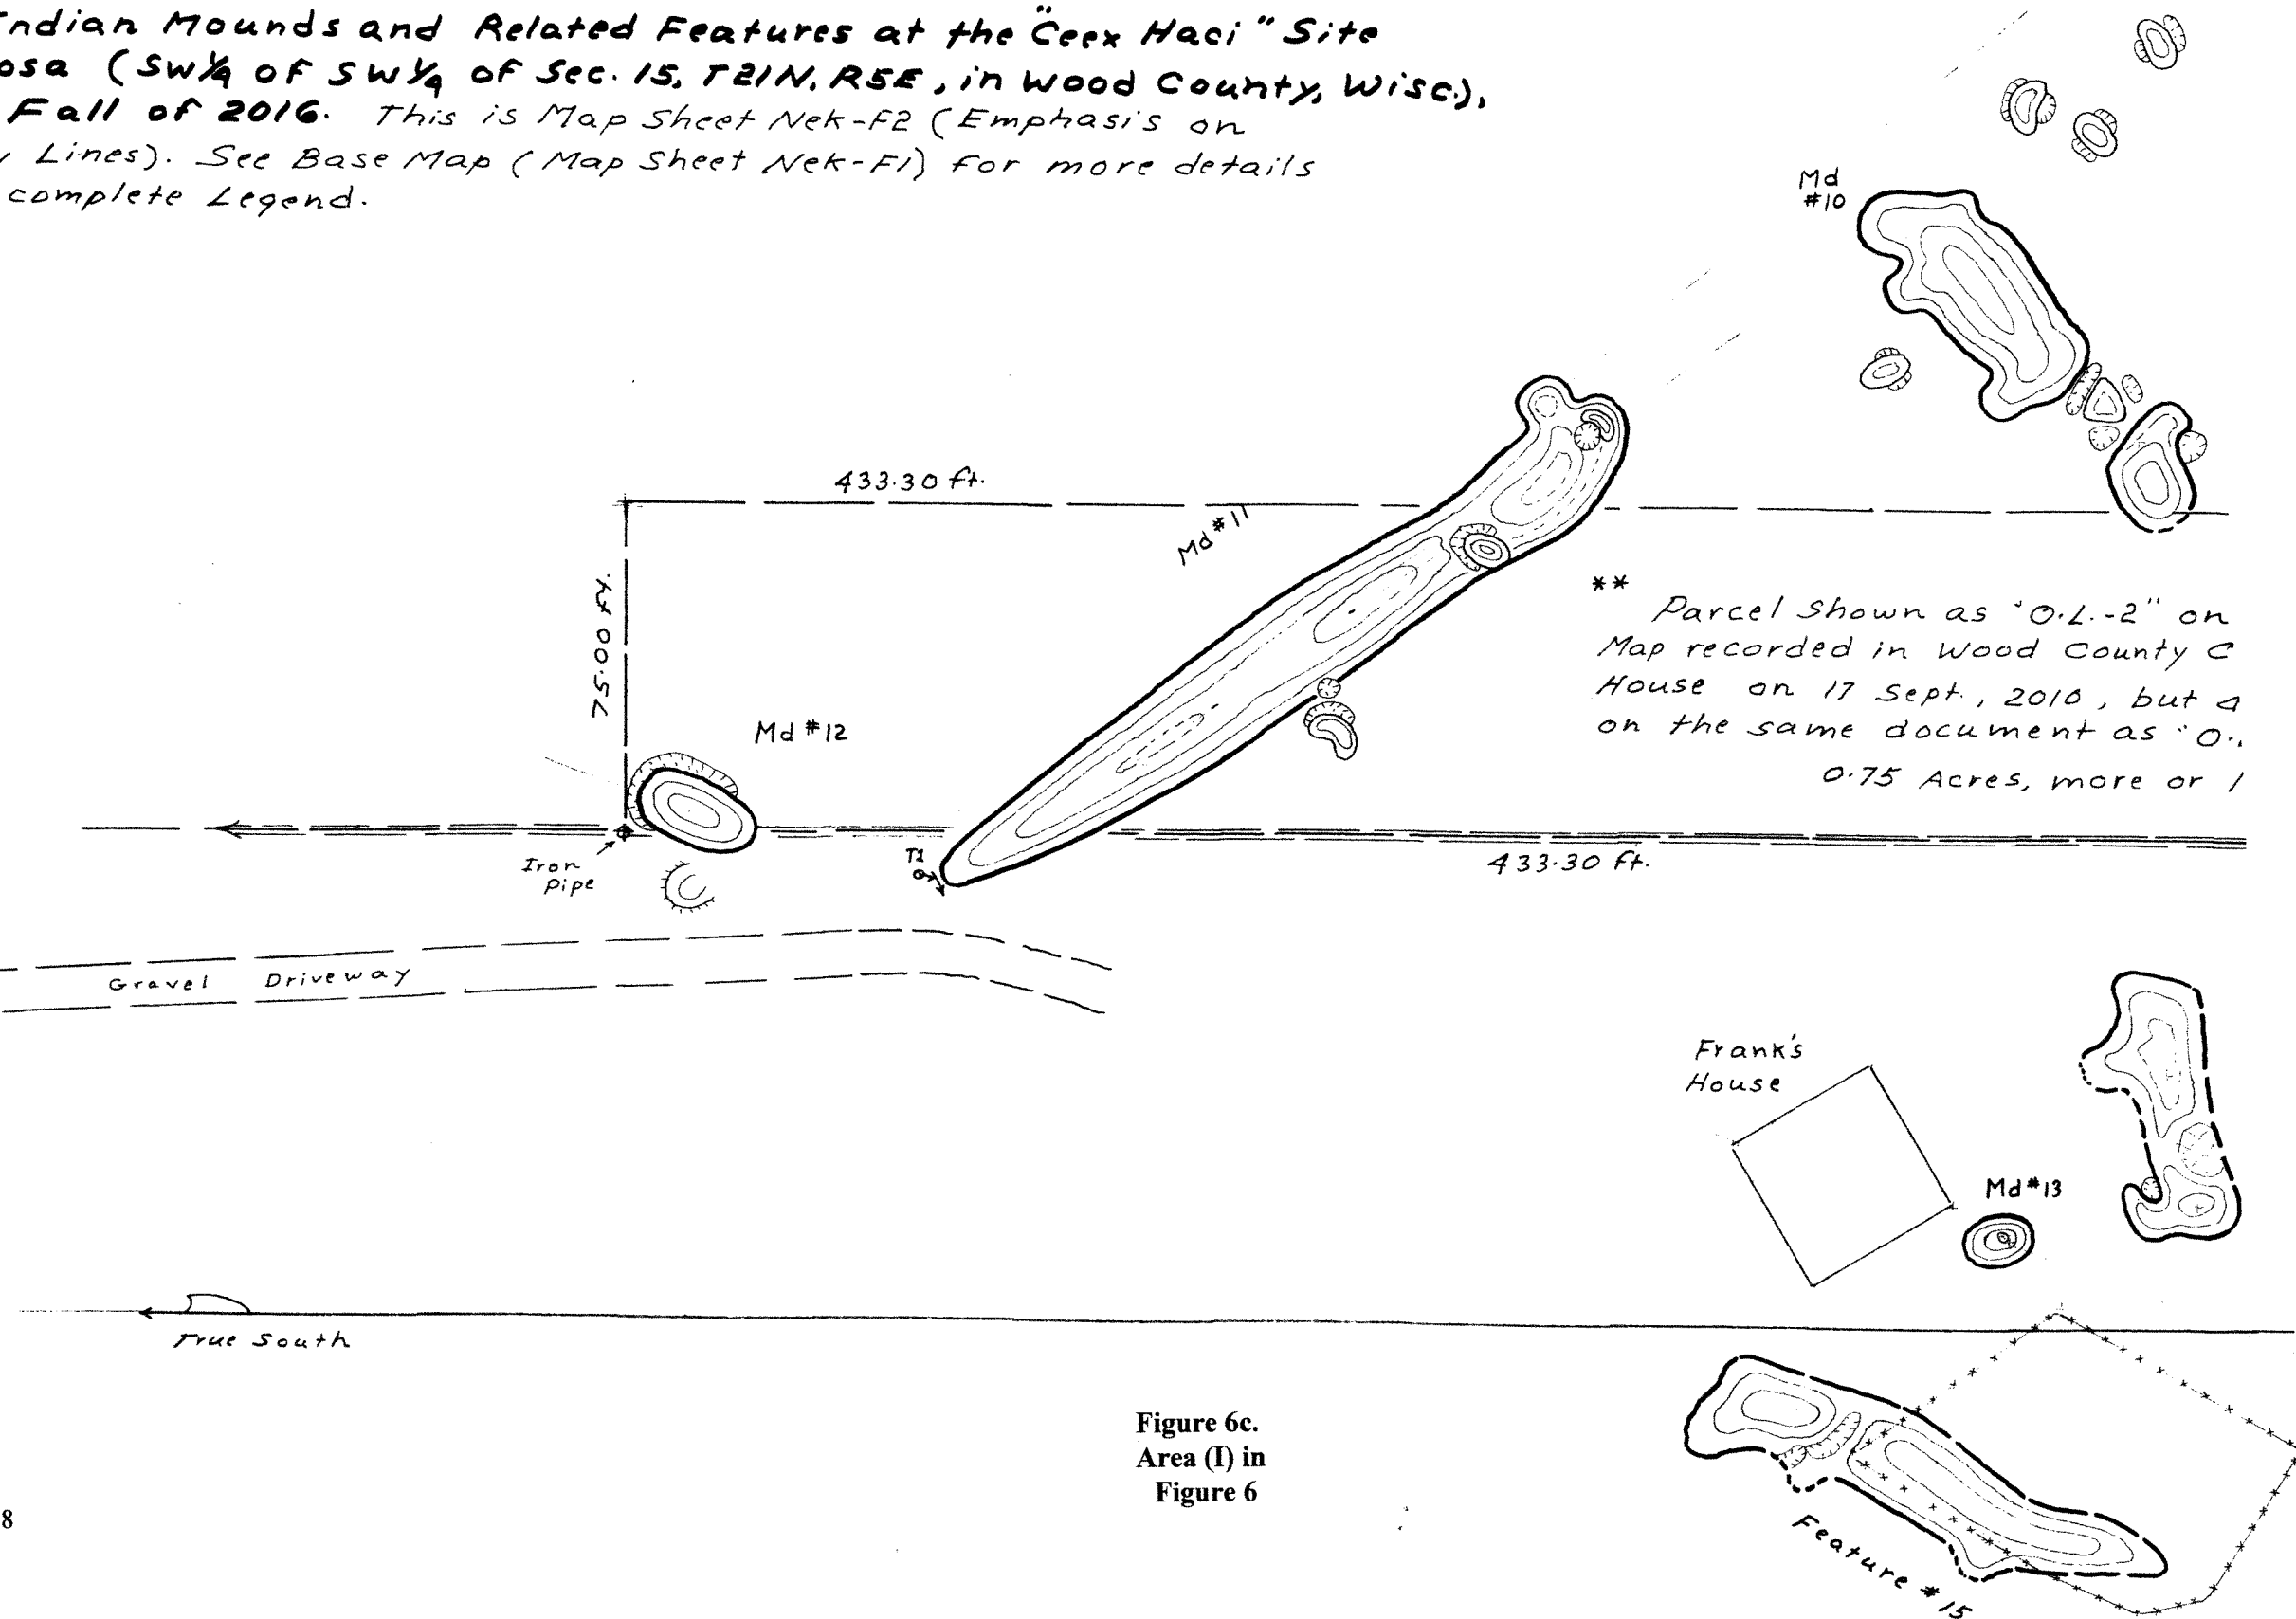 Indian Mounds and Related Features at the "Ceex Haci" Site
osa (SW¼ of SW¼ of Sec. 15, T21N, R5E, in Wood County, Wisc.),
Fall of 2016. This is Map Sheet Nek-F2 (Emphasis on
y Lines). See Base Map (Map Sheet Nek-F1) for more details
complete Legend.
Md
#10
433.30 ft.
Md #11
75.00 ft.
**
Parcel shown as "O.L.-2" on
Map recorded in Wood County C
House on 17 Sept., 2010, but a
on the same document as "O.
0.75 Acres, more or l
Md #12
T1
Iron
pipe
433.30 ft.
Gravel Driveway
Frank's
House
Md #13
True South
Figure 6c.
Area (I) in
Figure 6
8
Feature #15